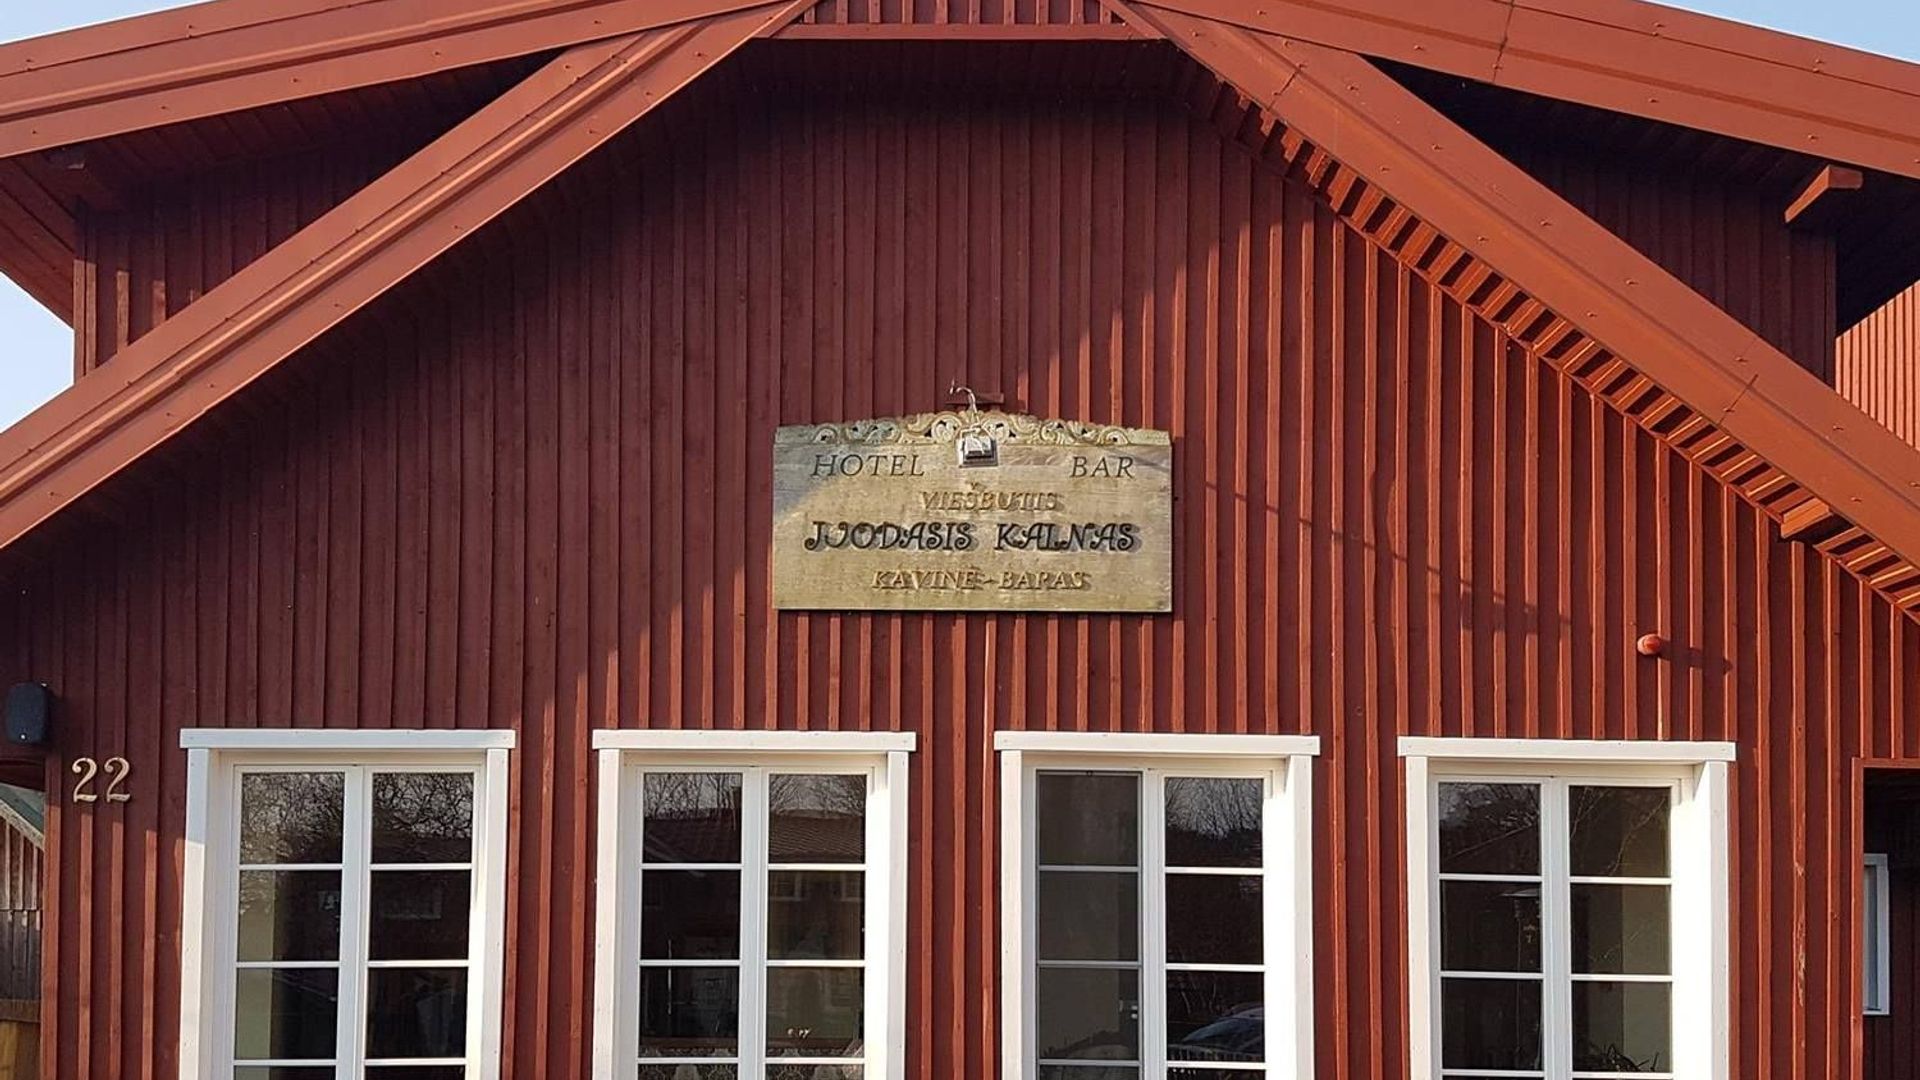 HOTEL BAR
VIEŠBUTIS
JUODASIS KALNAS
KAVINĖ-BARAS
22